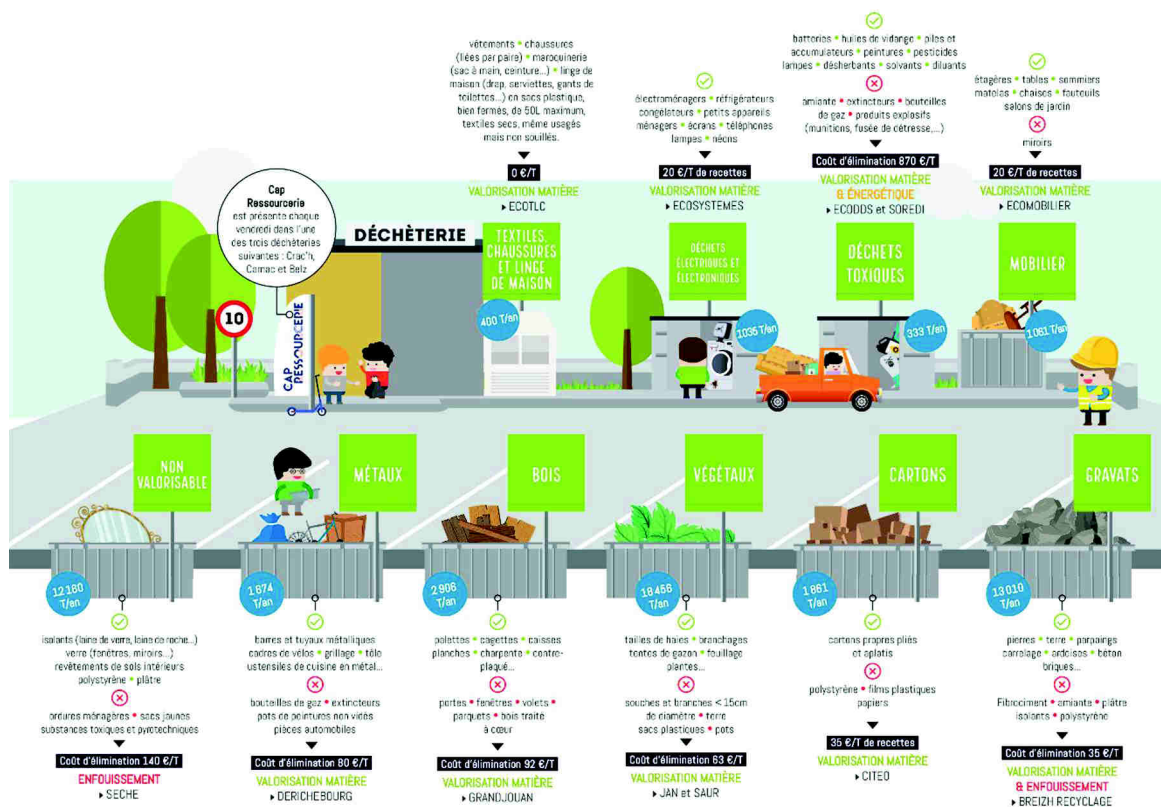 vêtements • chaussures
(liées par paire) • maroquinerie
(sac à main, ceinture...) • linge de
maison (drap, serviettes, gants de
toilettes...) en sacs plastique,
bien fermés, de 50L maximum,
textiles secs, même usagés
mais non souillés.
0 €/T
VALORISATION MATIÈRE
ECOTLC
électroménagers • réfrigérateurs
congélateurs • petits appareils
ménagers • écrans • téléphones
lampes • néons
20 €/T de recettes
VALORISATION MATIÈRE
ECOSYSTEMES
batteries • huiles de vidange • piles et
accumulateurs • peintures • pesticides
lampes • désherbants • solvants • diluants
amiante • extincteurs • bouteilles
de gaz • produits explosifs
(munitions, fusée de détresse,...)
Coût d'élimination 870 €/T
VALORISATION MATIÈRE
& ÉNERGÉTIQUE
ECODDS et SOREDI
étagères • tables • sommiers
matelas • chaises • fauteuils
salons de jardin
miroirs
20 €/T de recettes
VALORISATION MATIÈRE
ECOMOBILIER
Cap
Ressourcerie
est présente chaque
vendredi dans l'une
des trois déchèteries
suivantes : Crac'h,
Carnac et Belz
DÉCHÈTERIE
10
CAP
RESSOURCERIE
TEXTILES,
CHAUSSURES
ET LINGE
DE MAISON
400 T/an
DÉCHETS
ÉLECTRIQUES ET
ÉLECTRONIQUES
1035 T/an
DÉCHETS
TOXIQUES
333 T/an
MOBILIER
1 061 T/an
NON
VALORISABLE
MÉTAUX
BOIS
VÉGÉTAUX
CARTONS
GRAVATS
12 180
T/an
isolants (laine de verre, laine de roche...)
verre (fenêtres, miroirs...)
revêtements de sols intérieurs
polystyrène • plâtre
ordures ménagères • sacs jaunes
substances toxiques et pyrotechniques
Coût d'élimination 140 €/T
ENFOUISSEMENT
SECHE
1 674
T/an
barres et tuyaux métalliques
cadres de vélos • grillage • tôle
ustensiles de cuisine en métal...
bouteilles de gaz • extincteurs
pots de peintures non vidés
pièces automobiles
Coût d'élimination 80 €/T
VALORISATION MATIÈRE
DERICHEBOURG
2 906
T/an
palettes • cagettes • caisses
planches • charpente • contre-
plaqué...
portes • fenêtres • volets •
parquets • bois traité
à cœur
Coût d'élimination 92 €/T
VALORISATION MATIÈRE
GRANDJOUAN
18 456
T/an
tailles de haies • branchages
tontes de gazon • feuillage
plantes...
souches et branches < 15cm
de diamètre • terre
sacs plastiques • pots
Coût d'élimination 63 €/T
VALORISATION MATIÈRE
JAN et SAUR
1 861
T/an
cartons propres pliés
et aplatis
polystyrène • films plastiques
papiers
35 €/T de recettes
VALORISATION MATIÈRE
CITEO
13 010
T/an
pierres • terre • parpaings
carrelage • ardoises • béton
briques...
Fibrociment • amiante • plâtre
isolants • polystyrène
Coût d'élimination 35 €/T
VALORISATION MATIÈRE
& ENFOUISSEMENT
BREIZH RECYCLAGE